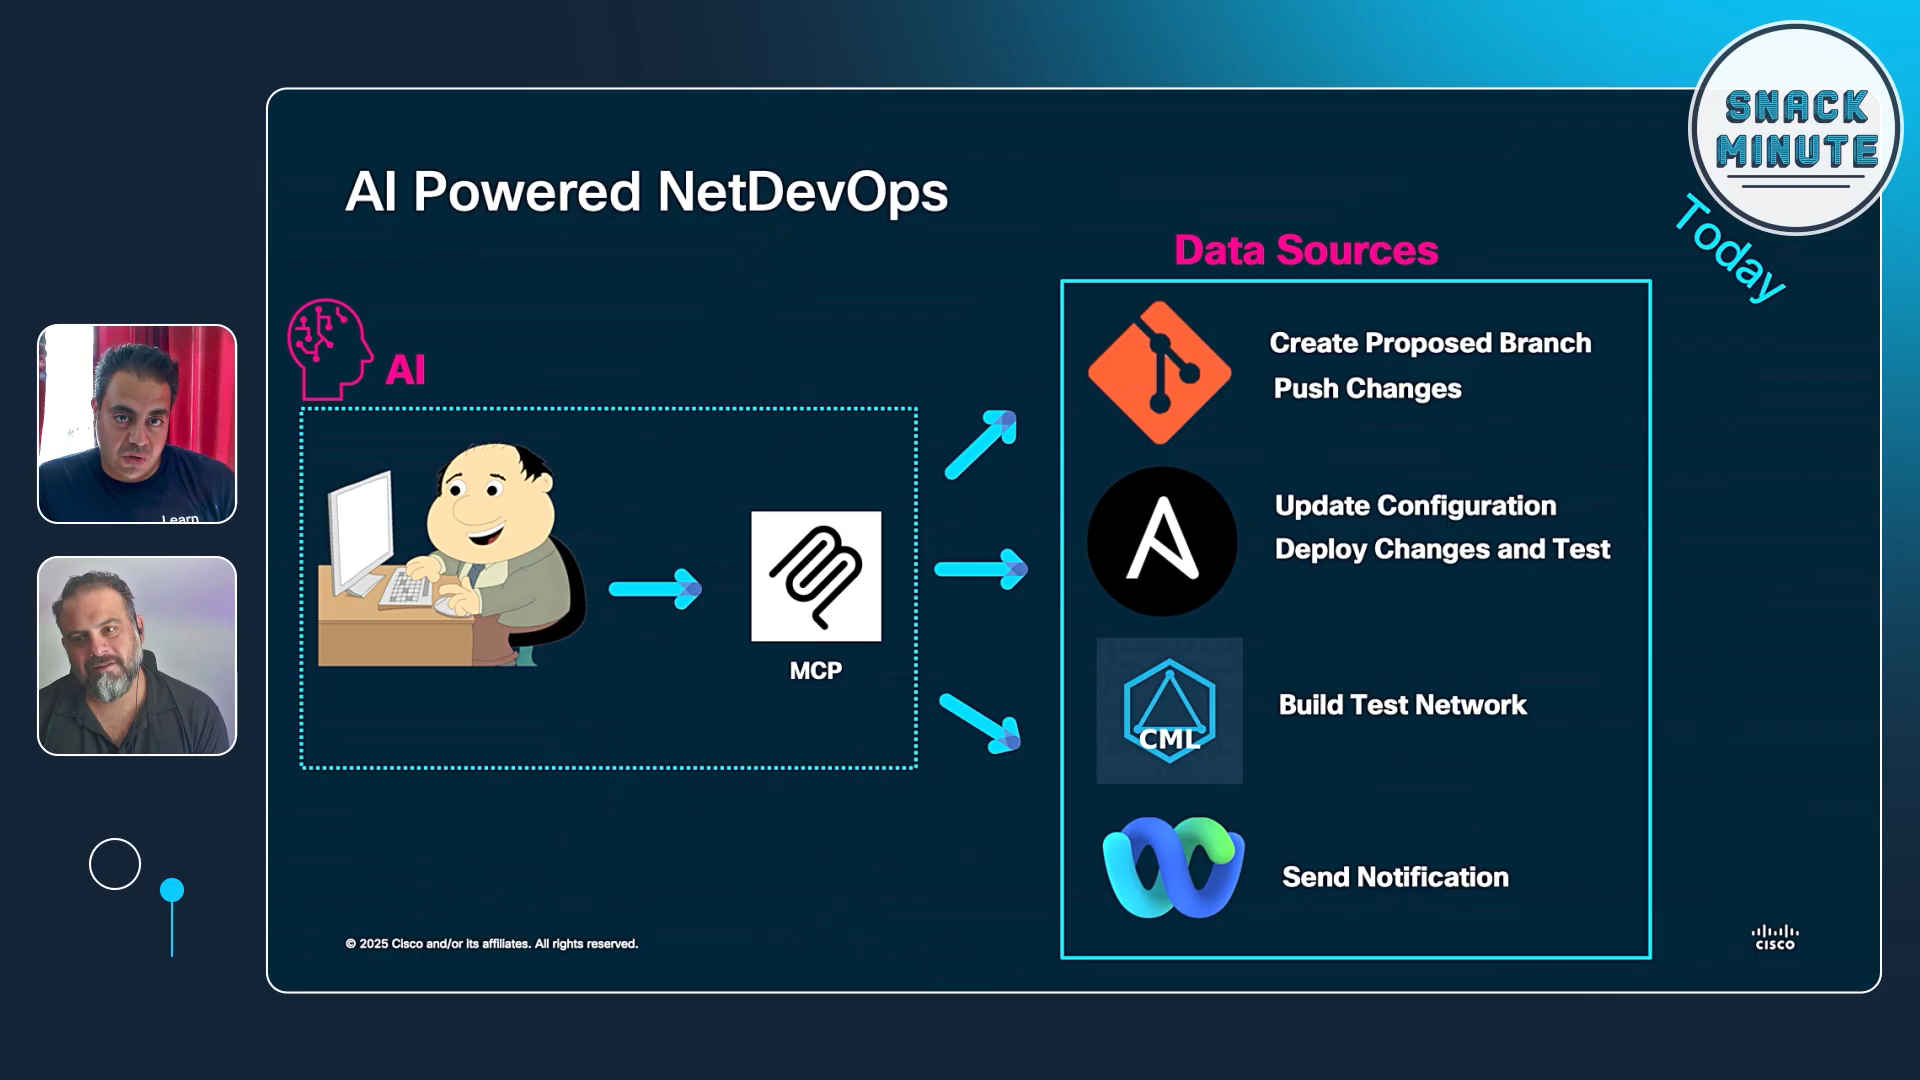 SNACK
MINUTE
Today
AI Powered NetDevOps
Data Sources
AI
MCP
Create Proposed Branch
Push Changes
Update Configuration
Deploy Changes and Test
CML
Build Test Network
Send Notification
Learn
© 2025 Cisco and/or its affiliates. All rights reserved.
CISCO